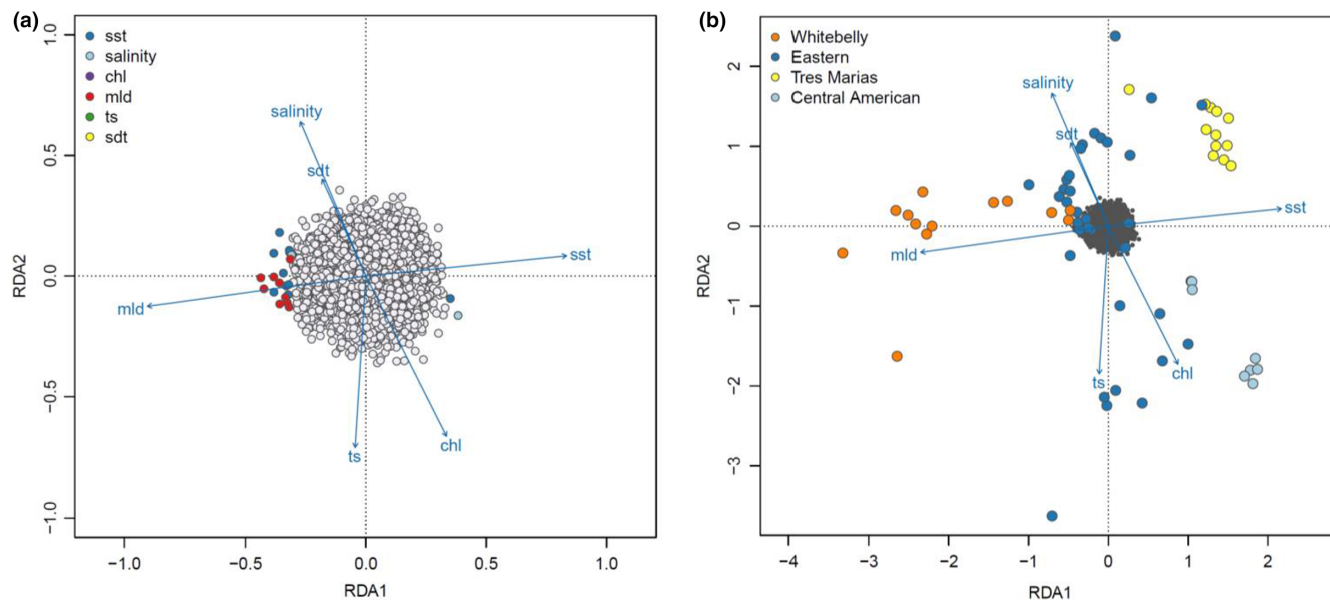 (a)
1.0
0.5
0.0
−0.5
−1.0
RDA2
sst
salinity
chl
mld
ts
sdt
salinity
sdt
sst
mld
ts
chl
−1.0
−0.5
0.0
0.5
1.0
RDA1
(b)
2
1
0
−1
−2
−3
RDA2
Whitebelly
Eastern
Tres Marias
Central American
salinity
sdt
sst
mld
ts
chl
−4
−3
−2
−1
0
1
2
RDA1